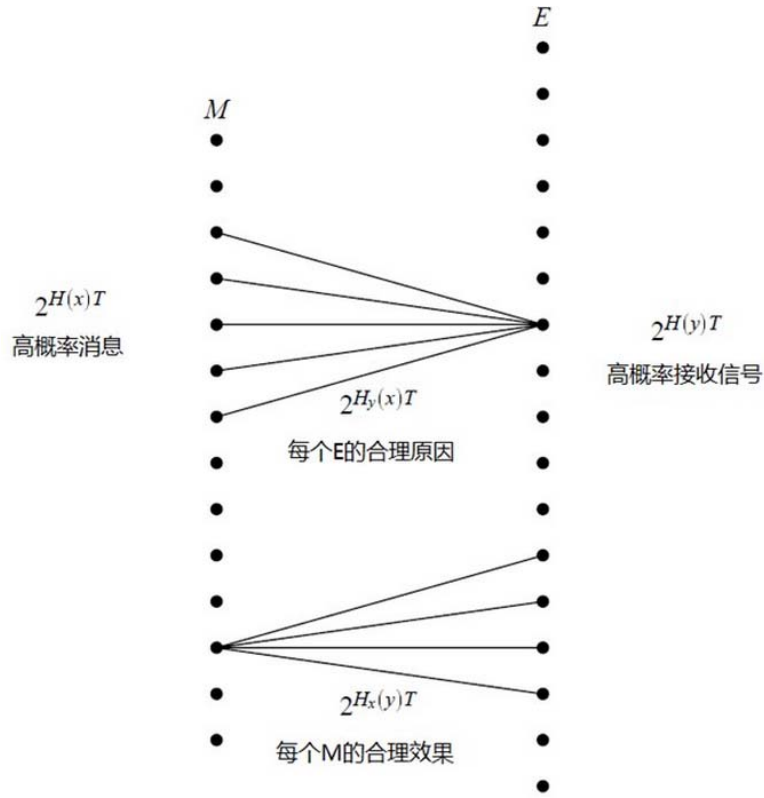 E
M
2^{H(x)T}
高概率消息
2^{H(y)T}
高概率接收信号
2^{H_y(x)T}
每个E的合理原因
2^{H_x(y)T}
每个M的合理效果